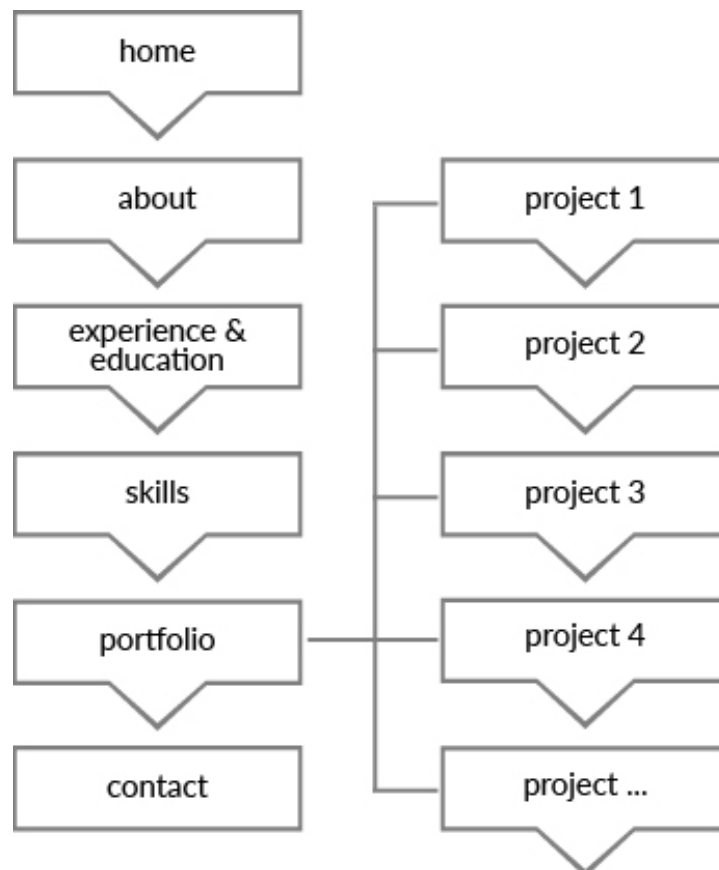 home
about
experience &
education
skills
portfolio
contact
project 1
project 2
project 3
project 4
project ...